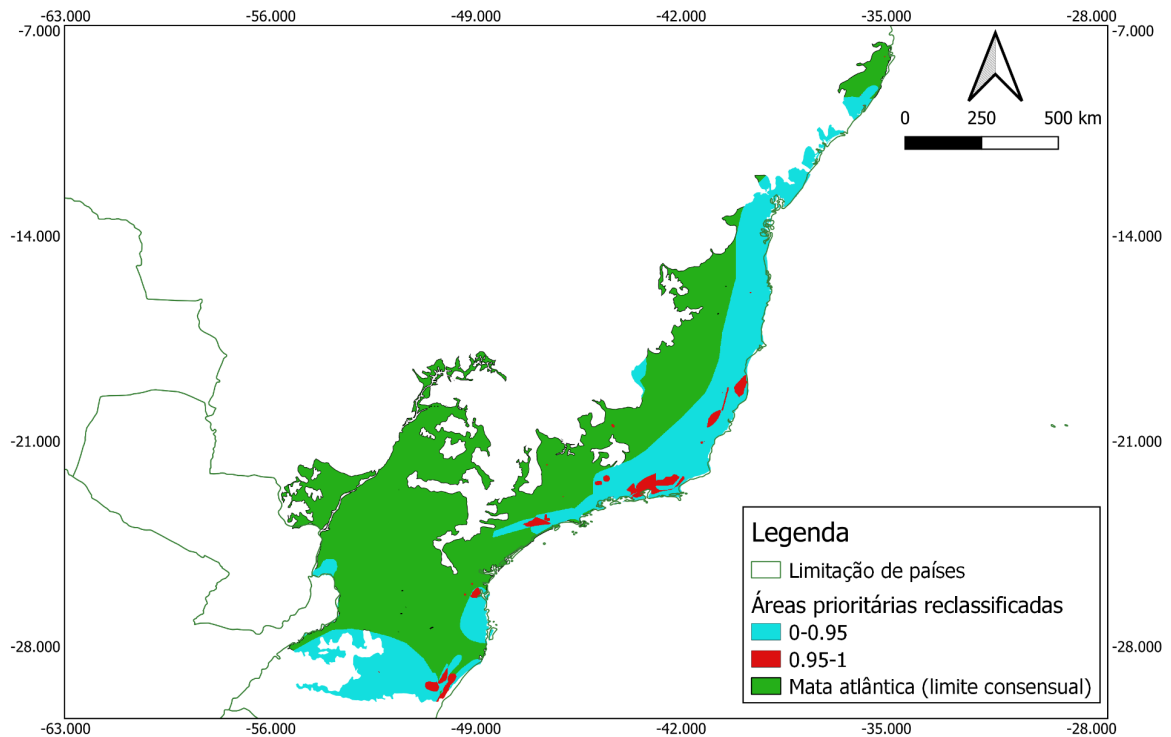 -63.000 -56.000 -49.000 -42.000 -35.000 -28.000
-7.000 -7.000
0 250 500 km
-14.000 -14.000
-21.000 -21.000
Legenda
Limitação de países
Áreas prioritárias reclassificadas
0-0.95
-28.000 -28.000
0.95-1
Mata atlântica (limite consensual)
-63.000 -56.000 -49.000 -42.000 -35.000 -28.000